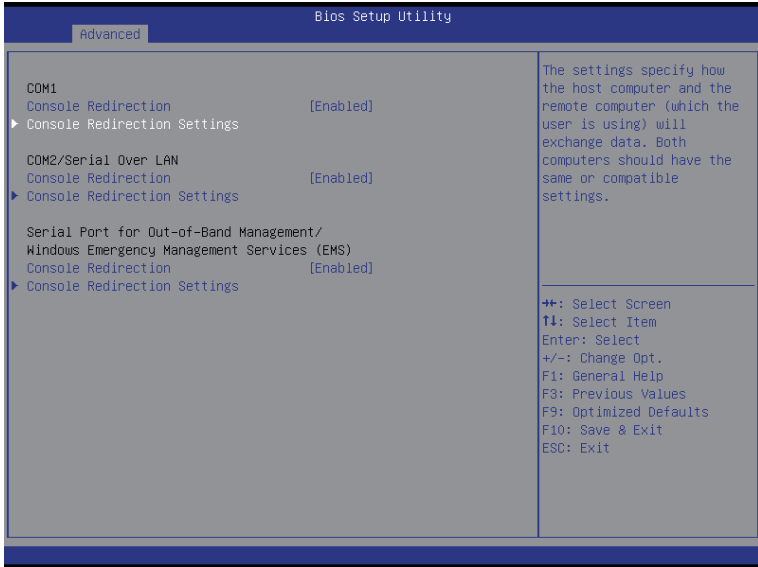 Bios Setup Utility
Advanced
COM1
Console Redirection [Enabled]
▶ Console Redirection Settings
COM2/Serial Over LAN
Console Redirection [Enabled]
▶ Console Redirection Settings
Serial Port for Out-of-Band Management/
Windows Emergency Management Services (EMS)
Console Redirection [Enabled]
▶ Console Redirection Settings
The settings specify how
the host computer and the
remote computer (which the
user is using) will
exchange data. Both
computers should have the
same or compatible
settings.
→←: Select Screen
↑↓: Select Item
Enter: Select
+/-: Change Opt.
F1: General Help
F3: Previous Values
F9: Optimized Defaults
F10: Save & Exit
ESC: Exit